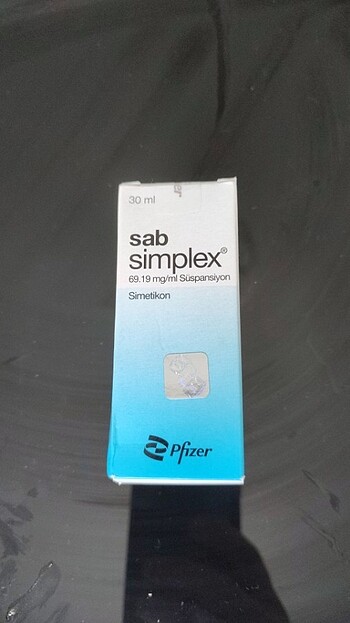 30 ml
sab
simplex®
69.19 mg/ml Süspansiyon
Simetikon
Pfizer